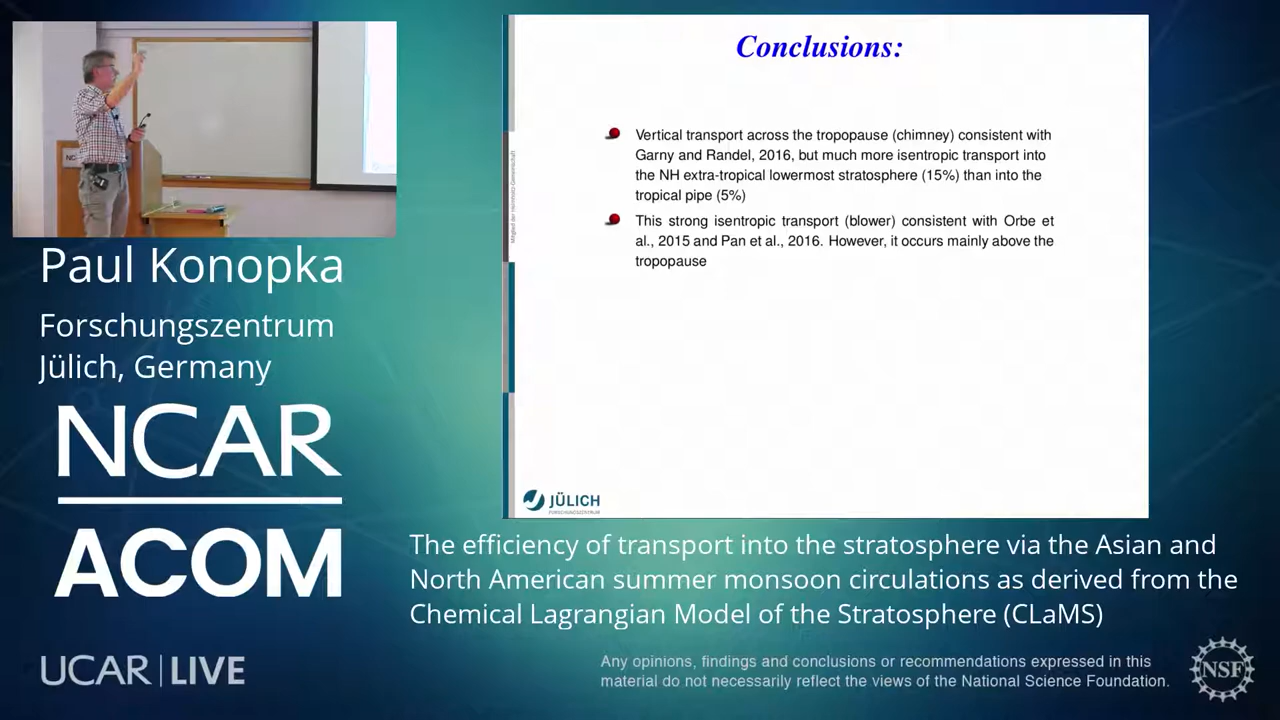 Conclusions:
Vertical transport across the tropopause (chimney) consistent with
Garny and Randel, 2016, but much more isentropic transport into
the NH extra-tropical lowermost stratosphere (15%) than into the
tropical pipe (5%)
This strong isentropic transport (blower) consistent with Orbe et
al., 2015 and Pan et al., 2016. However, it occurs mainly above the
tropopause
Mitglied der Helmholtz-Gemeinschaft
JÜLICH
FORSCHUNGSZENTRUM
Paul Konopka
Forschungszentrum
Jülich, Germany
NCAR
ACOM
UCAR | LIVE
The efficiency of transport into the stratosphere via the Asian and
North American summer monsoon circulations as derived from the
Chemical Lagrangian Model of the Stratosphere (CLaMS)
Any opinions, findings and conclusions or recommendations expressed in this
material do not necessarily reflect the views of the National Science Foundation.
NSF